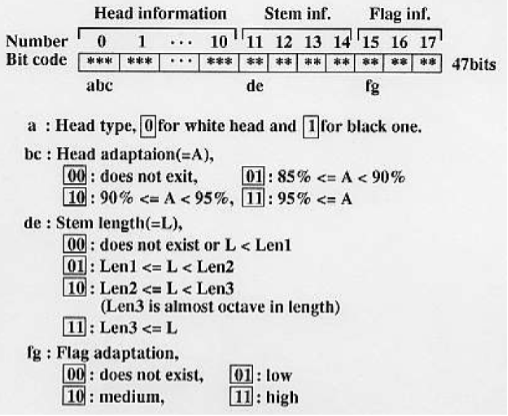 Head information Stem inf. Flag inf.
Number 0 1 ... 10 11 12 13 14 15 16 17
Bit code *** *** ... *** ** ** ** ** ** ** ** 47bits
abc de fg
a : Head type, 0 for white head and 1 for black one.
bc : Head adaptaion(=A),
00 : does not exit, 01 : 85% <= A < 90%
10 : 90% <= A < 95%, 11 : 95% <= A
de : Stem length(=L),
00 : does not exist or L < Len1
01 : Len1 <= L < Len2
10 : Len2 <= L < Len3
(Len3 is almost octave in length)
11 : Len3 <= L
fg : Flag adaptation,
00 : does not exist, 01 : low
10 : medium, 11 : high